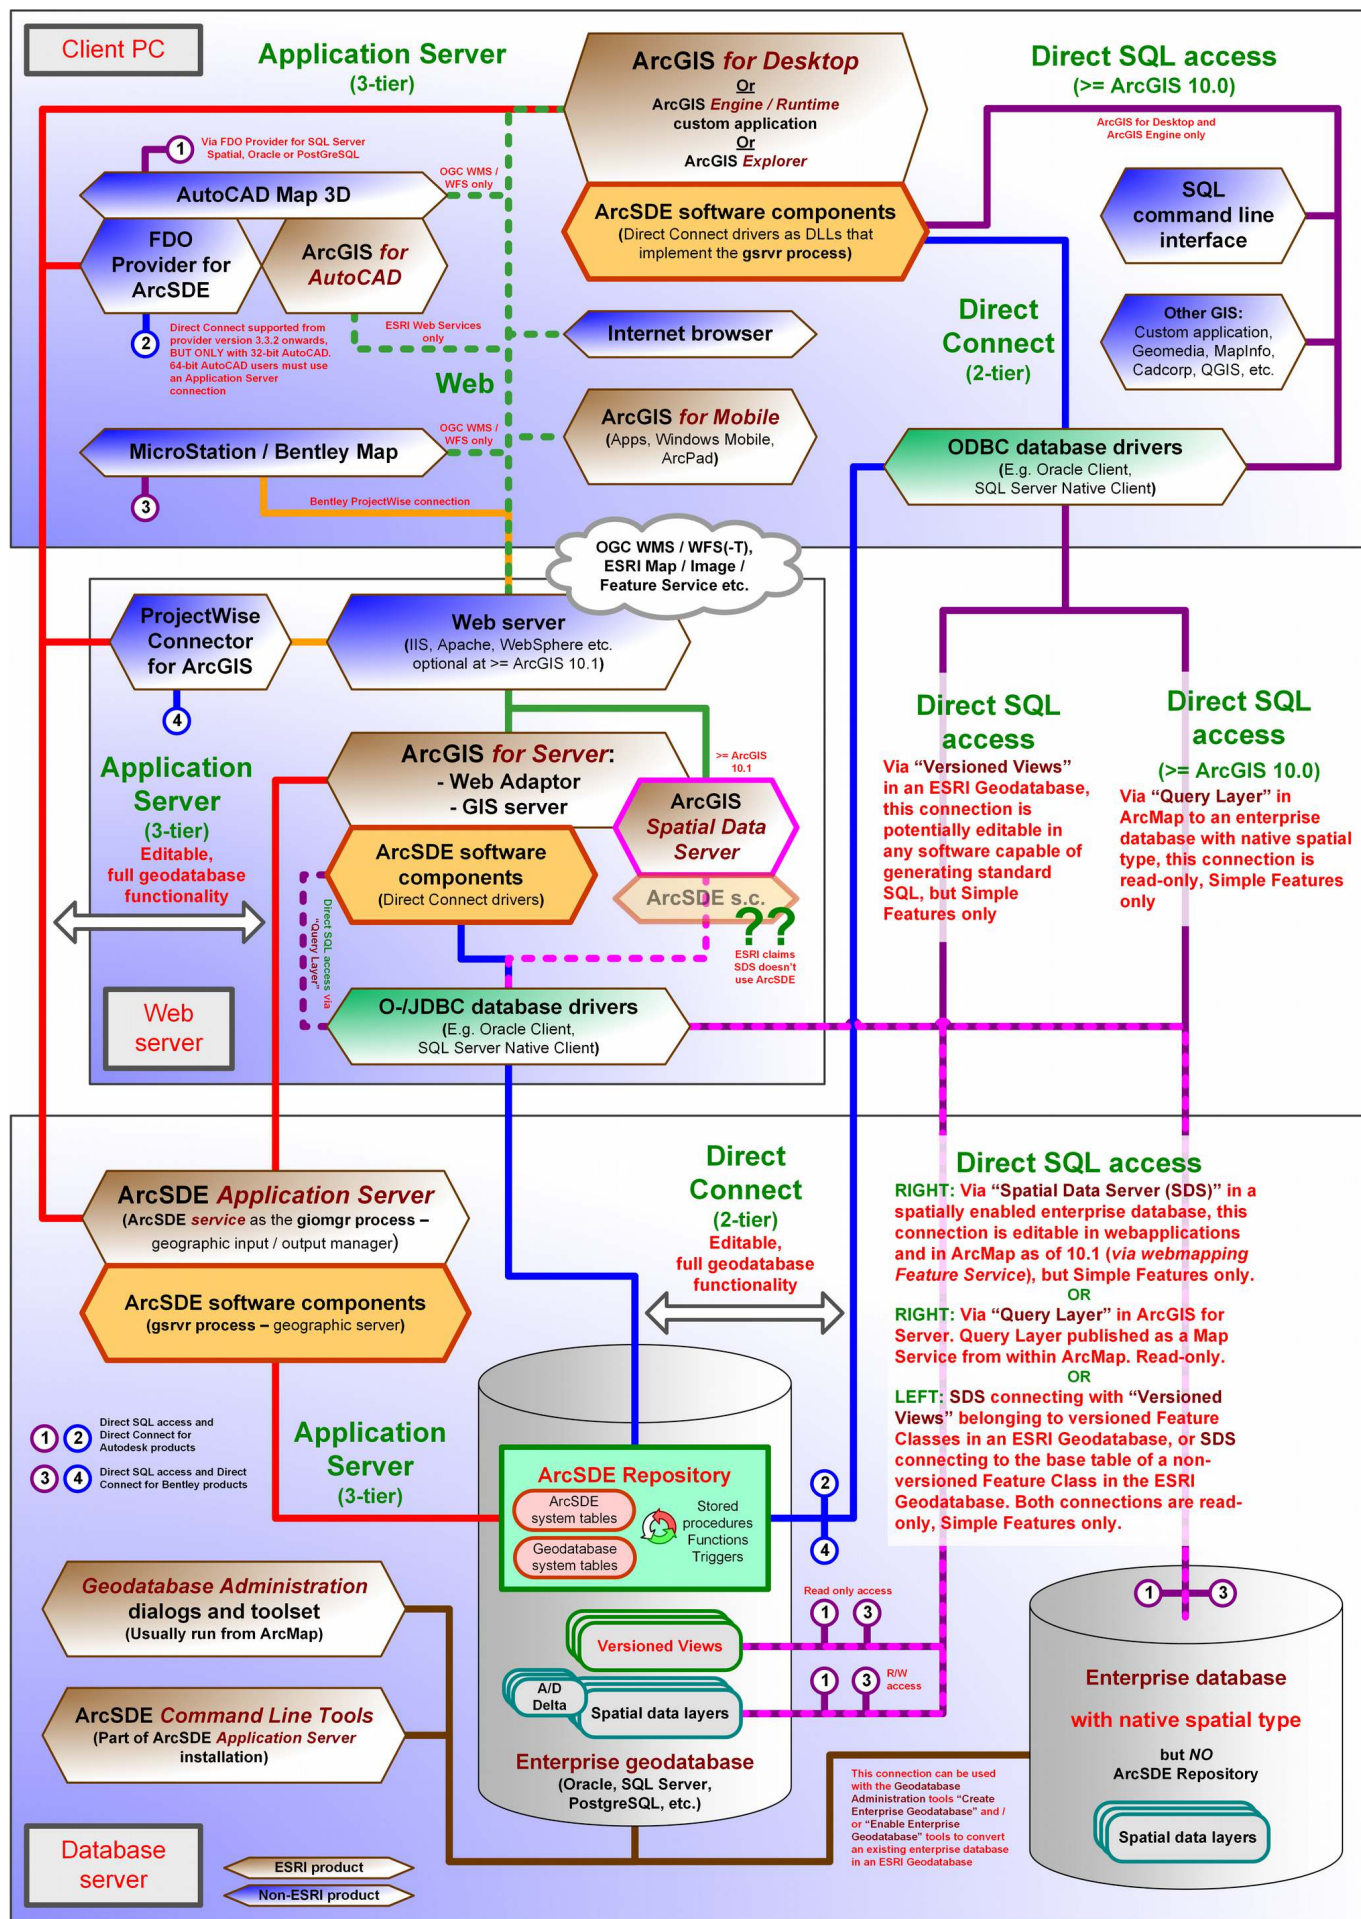 Client PC
Application Server
(3-tier)
ArcGIS for Desktop
Or
ArcGIS Engine / Runtime
custom application
Or
ArcGIS Explorer
Direct SQL access
(>= ArcGIS 10.0)
ArcGIS for Desktop and
ArcGIS Engine only
1
Via FDO Provider for SQL Server
Spatial, Oracle or PostGreSQL
OGC WMS /
WFS only
AutoCAD Map 3D
FDO
Provider for
ArcSDE
ArcGIS for
AutoCAD
ArcSDE software components
(Direct Connect drivers as DLLs that
implement the gsrvr process)
SQL
command line
interface
2
Direct Connect supported from
provider version 3.3.2 onwards,
BUT ONLY with 32-bit AutoCAD.
64-bit AutoCAD users must use
an Application Server
connection
ESRI Web Services
only
Internet browser
Direct
Connect
(2-tier)
Other GIS:
Custom application,
Geomedia, MapInfo,
Cadcorp, QGIS, etc.
Web
ArcGIS for Mobile
(Apps, Windows Mobile,
ArcPad)
OGC WMS /
WFS only
MicroStation / Bentley Map
3
Bentley ProjectWise connection
ODBC database drivers
(E.g. Oracle Client,
SQL Server Native Client)
OGC WMS / WFS(-T),
ESRI Map / Image /
Feature Service etc.
ProjectWise
Connector
for ArcGIS
4
Web server
(IIS, Apache, WebSphere etc.
optional at >= ArcGIS 10.1)
Application
Server
(3-tier)
Editable,
full geodatabase
functionality
ArcGIS for Server:
- Web Adaptor
- GIS server
>= ArcGIS
10.1
ArcGIS
Spatial Data
Server
ArcSDE software
components
(Direct Connect drivers)
ArcSDE s.c.
??
ESRI claims
SDS doesn't
use ArcSDE
Direct SQL access via
“Query Layer”
Web
server
O-/JDBC database drivers
(E.g. Oracle Client,
SQL Server Native Client)
Direct SQL
access
Via “Versioned Views”
in an ESRI Geodatabase,
this connection is
potentially editable in
any software capable of
generating standard
SQL, but Simple
Features only
Direct SQL
access
(>= ArcGIS 10.0)
Via “Query Layer” in
ArcMap to an enterprise
database with native spatial
type, this connection is
read-only, Simple Features
only
ArcSDE Application Server
(ArcSDE service as the giomgr process –
geographic input / output manager)
ArcSDE software components
(gsrvr process – geographic server)
Direct
Connect
(2-tier)
Editable,
full geodatabase
functionality
Direct SQL access
RIGHT: Via “Spatial Data Server (SDS)” in a
spatially enabled enterprise database, this
connection is editable in webapplications
and in ArcMap as of 10.1 (via webmapping
Feature Service), but Simple Features only.
OR
RIGHT: Via “Query Layer” in ArcGIS for
Server. Query Layer published as a Map
Service from within ArcMap. Read-only.
OR
LEFT: SDS connecting with “Versioned
Views” belonging to versioned Feature
Classes in an ESRI Geodatabase, or SDS
connecting to the base table of a non-
versioned Feature Class in the ESRI
Geodatabase. Both connections are read-
only, Simple Features only.
1 2
Direct SQL access and
Direct Connect for
Autodesk products
3 4
Direct SQL access and Direct
Connect for Bentley products
Application
Server
(3-tier)
ArcSDE Repository
ArcSDE
system tables
Geodatabase
system tables
Stored
procedures
Functions
Triggers
2
4
Geodatabase Administration
dialogs and toolset
(Usually run from ArcMap)
Read only access
1 3
Versioned Views
1 3
R/W
access
A/D
Delta
Spatial data layers
Enterprise geodatabase
(Oracle, SQL Server,
PostgreSQL, etc.)
ArcSDE Command Line Tools
(Part of ArcSDE Application Server
installation)
1 3
Enterprise database
with native spatial type
but NO
ArcSDE Repository
Spatial data layers
This connection can be used
with the Geodatabase
Administration tools “Create
Enterprise Geodatabase” and /
or “Enable Enterprise
Geodatabase” tools to convert
an existing enterprise database
in an ESRI Geodatabase
Database
server
ESRI product
Non-ESRI product